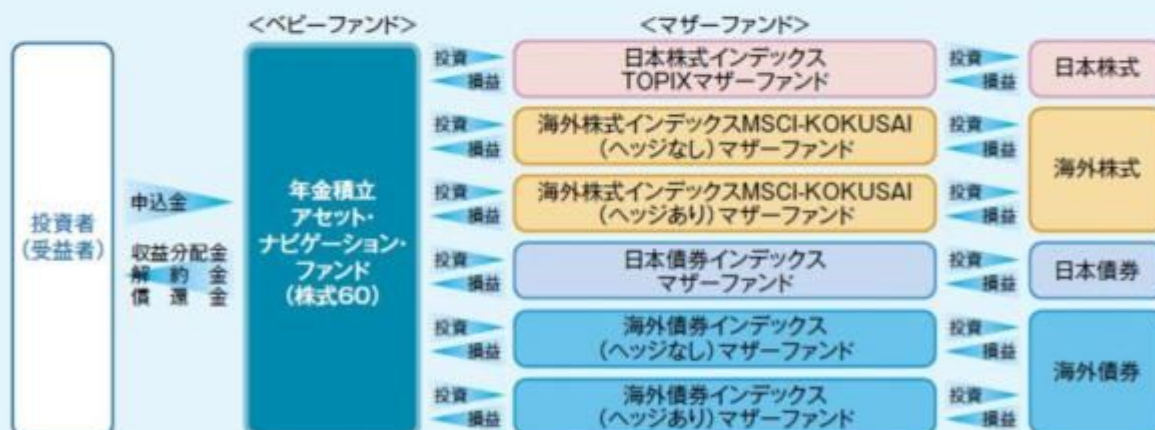 <ベビーファンド>
<マザーファンド>
投資者
(受益者)
申込金
収益分配金
解約金
償還金
年金積立
アセット・
ナビゲーション・
ファンド
(株式60)
投資
損益
日本株式インデックス
TOPIXマザーファンド
投資
損益
日本株式
投資
損益
海外株式インデックスMSCI-KOKUSAI
(ヘッジなし)マザーファンド
投資
損益
海外株式
投資
損益
海外株式インデックスMSCI-KOKUSAI
(ヘッジあり)マザーファンド
投資
損益
投資
損益
日本債券インデックス
マザーファンド
投資
損益
日本債券
投資
損益
海外債券インデックス
(ヘッジなし)マザーファンド
投資
損益
海外債券
投資
損益
海外債券インデックス
(ヘッジあり)マザーファンド
投資
損益